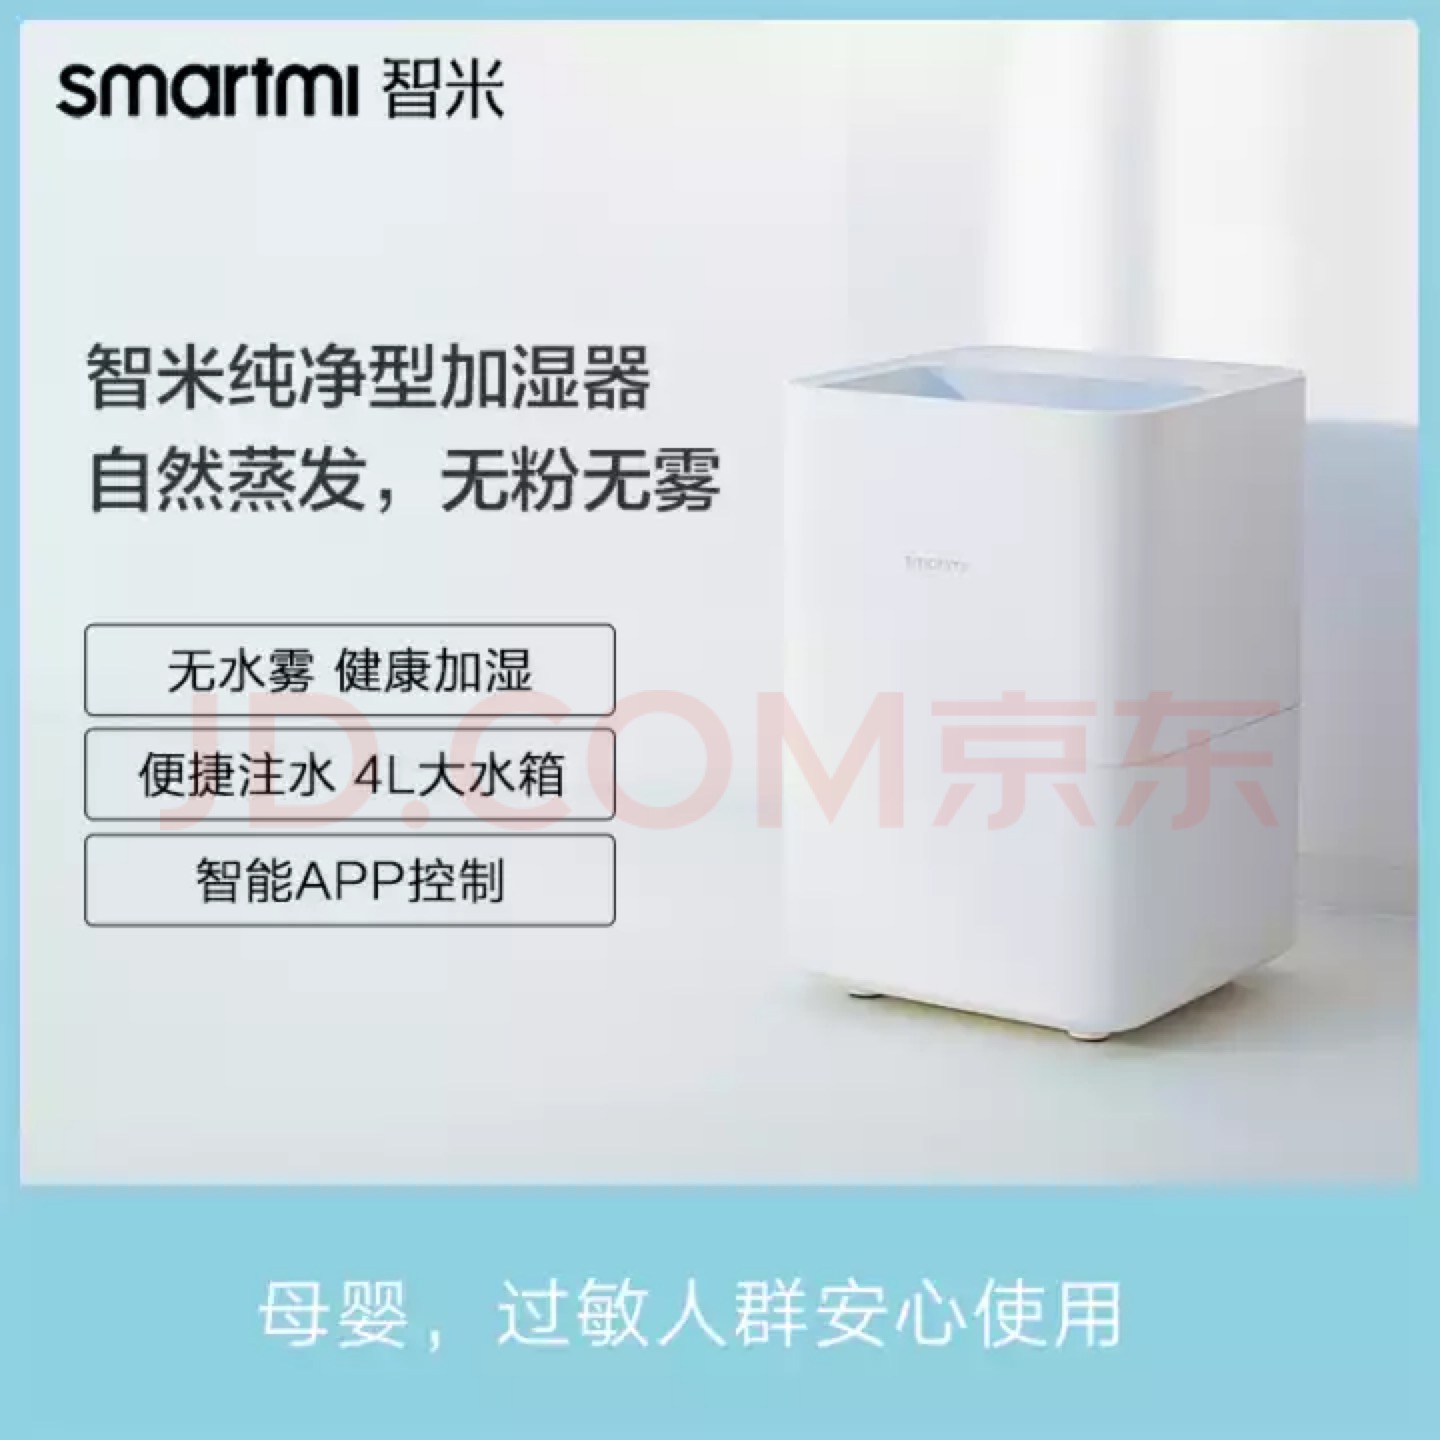 smartmi 智米
智米纯净型加湿器
自然蒸发，无粉无雾
smartmi
无水雾 健康加湿
便捷注水 4L大水箱
智能APP控制
JD.COM京东
母婴，过敏人群安心使用